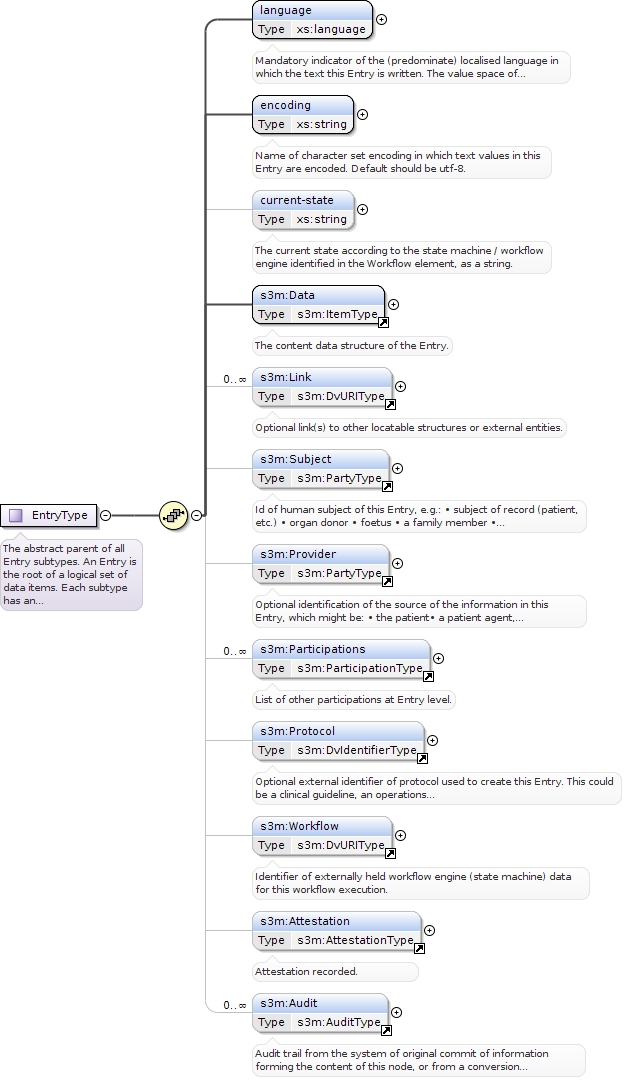 language
Type xs:language
Mandatory indicator of the (predominate) localised language in
which the text this Entry is written. The value space of...
encoding
Type xs:string
Name of character set encoding in which text values in this
Entry are encoded. Default should be utf-8.
current-state
Type xs:string
The current state according to the state machine / workflow
engine identified in the Workflow element, as a string.
s3m:Data
Type s3m:ItemType
The content data structure of the Entry.
0..∞
s3m:Link
Type s3m:DvURIType
Optional link(s) to other locatable structures or external entities.
s3m:Subject
Type s3m:PartyType
EntryType
The abstract parent of all
Entry subtypes. An Entry is
the root of a logical set of
data items. Each subtype
has an...
Id of human subject of this Entry, e.g.: • subject of record (patient,
etc.) • organ donor • foetus • a family member •...
s3m:Provider
Type s3m:PartyType
Optional identification of the source of the information in this
Entry, which might be: • the patient• a patient agent,...
0..∞
s3m:Participations
Type s3m:ParticipationType
List of other participations at Entry level.
s3m:Protocol
Type s3m:DvIdentifierType
Optional external identifier of protocol used to create this Entry. This could
be a clinical guideline, an operations...
s3m:Workflow
Type s3m:DvURIType
Identifier of externally held workflow engine (state machine) data
for this workflow execution.
s3m:Attestation
Type s3m:AttestationType
Attestation recorded.
0..∞
s3m:Audit
Type s3m:AuditType
Audit trail from the system of original commit of information
forming the content of this node, or from a conversion...